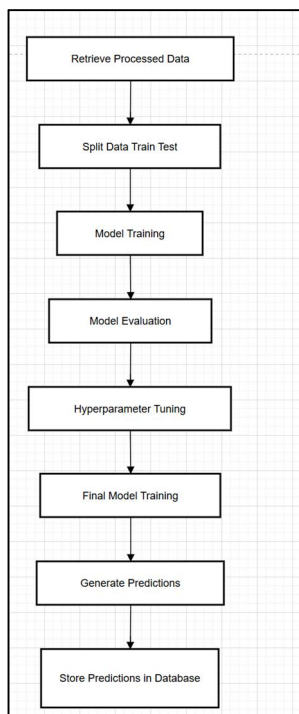 Retrieve Processed Data
Split Data Train Test
Model Training
Model Evaluation
Hyperparameter Tuning
Final Model Training
Generate Predictions
Store Predictions in Database